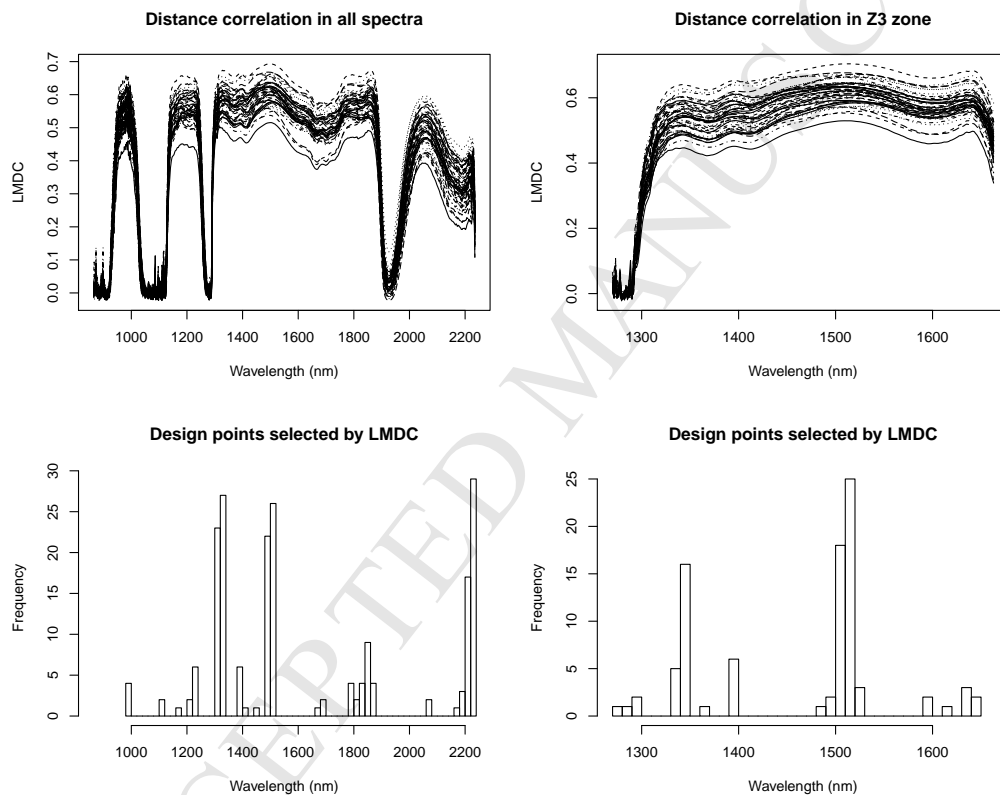 Distance correlation in all spectra
LMDC
0.0 0.1 0.2 0.3 0.4 0.5 0.6 0.7
1000 1200 1400 1600 1800 2000 2200
Wavelength (nm)
Distance correlation in Z3 zone
LMDC
0.0 0.2 0.4 0.6
1300 1400 1500 1600
Wavelength (nm)
Design points selected by LMDC
Frequency
0 5 10 15 20 25 30
1000 1200 1400 1600 1800 2000 2200
Wavelength (nm)
Design points selected by LMDC
Frequency
0 5 10 15 20 25
1300 1400 1500 1600
Wavelength (nm)
CEPTED MANUSC